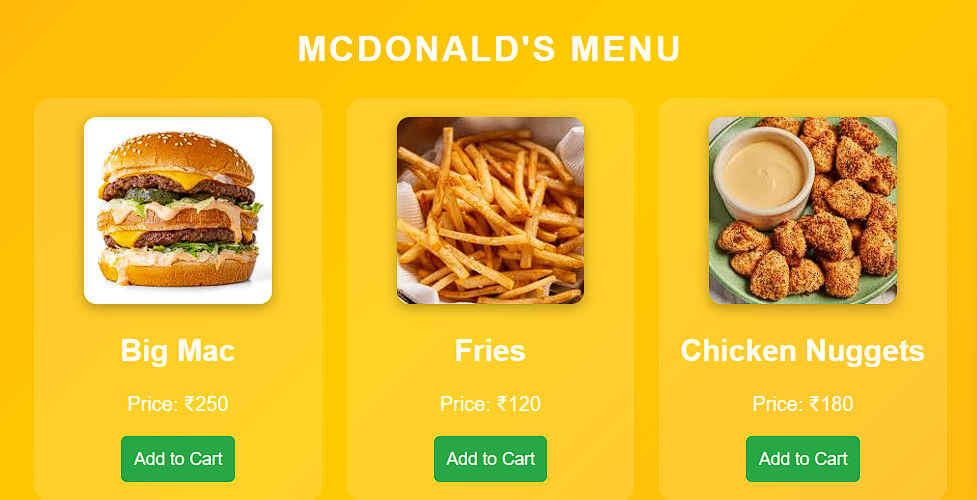 MCDONALD'S MENU
Big Mac
Fries
Chicken Nuggets
Price: ₹250
Price: ₹120
Price: ₹180
Add to Cart
Add to Cart
Add to Cart